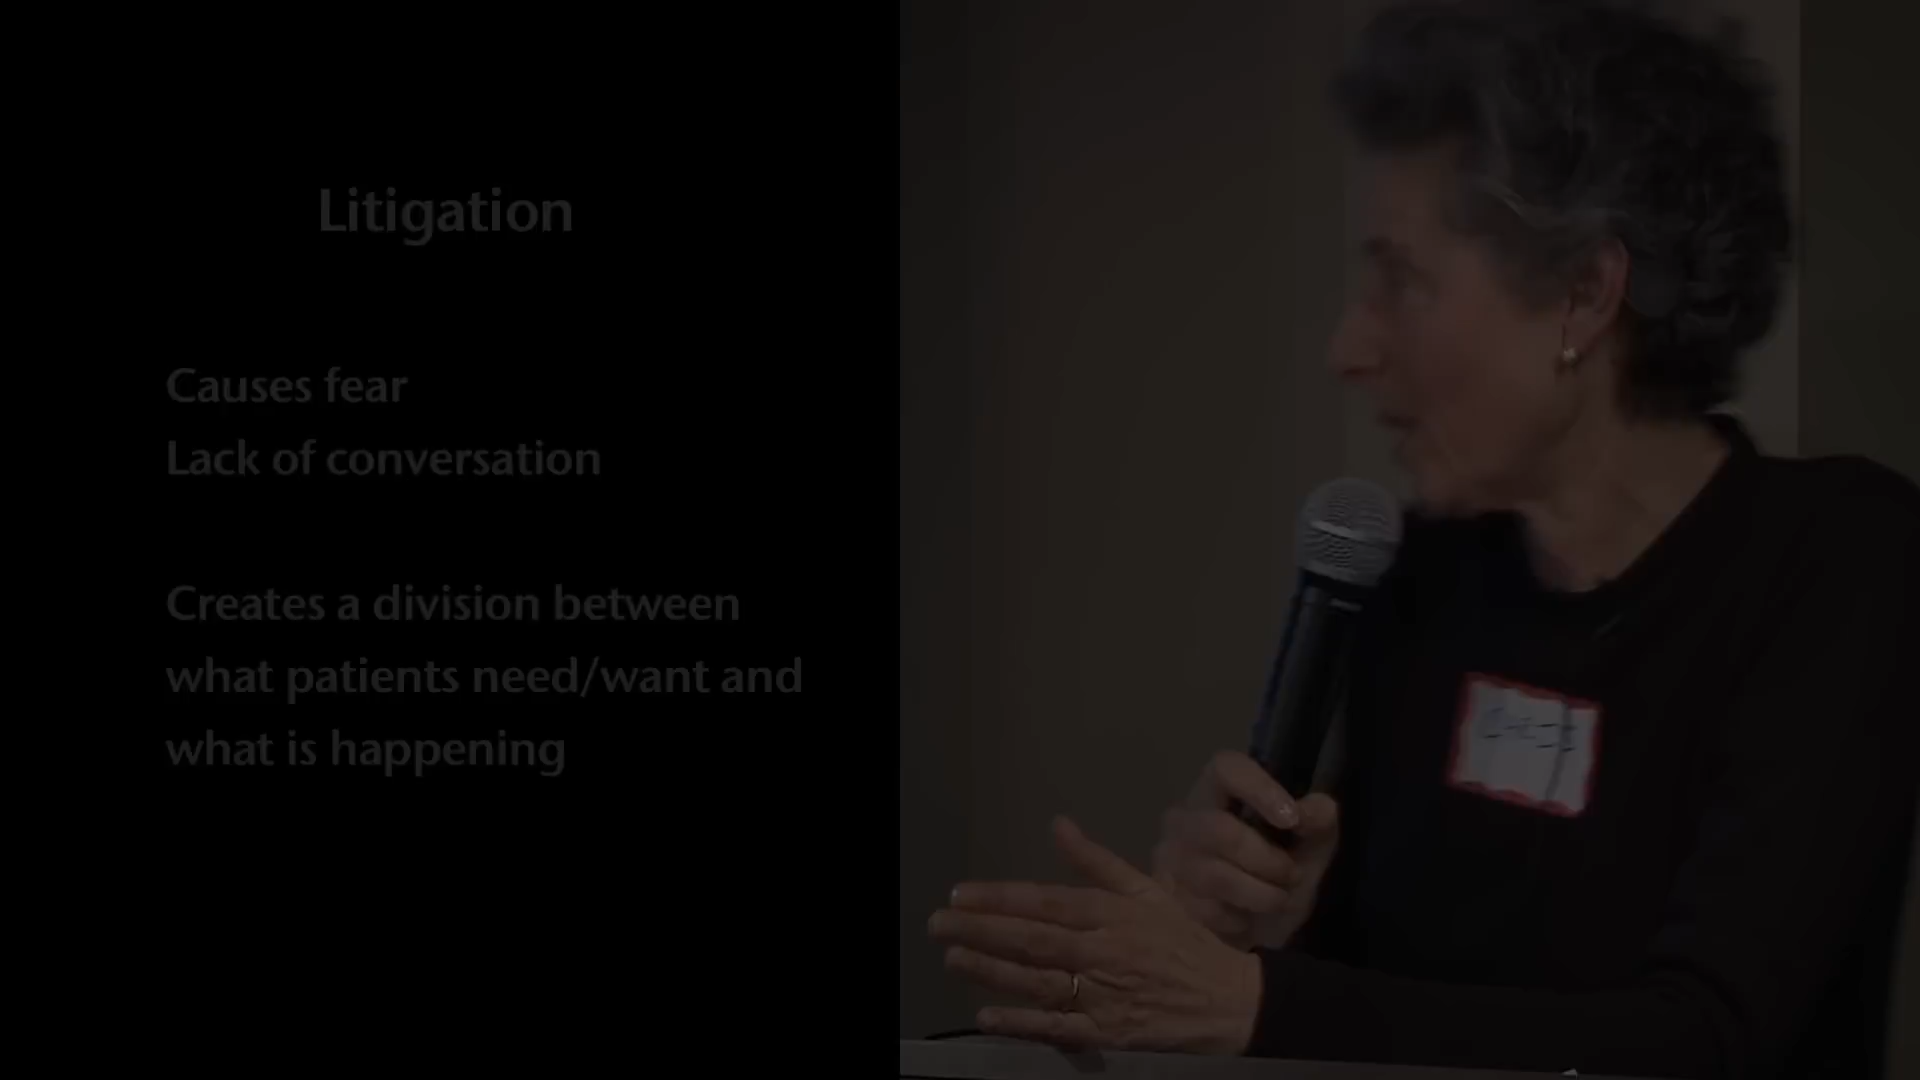 Litigation
Causes fear
Lack of conversation
Creates a division between
what patients need/want and
what is happening